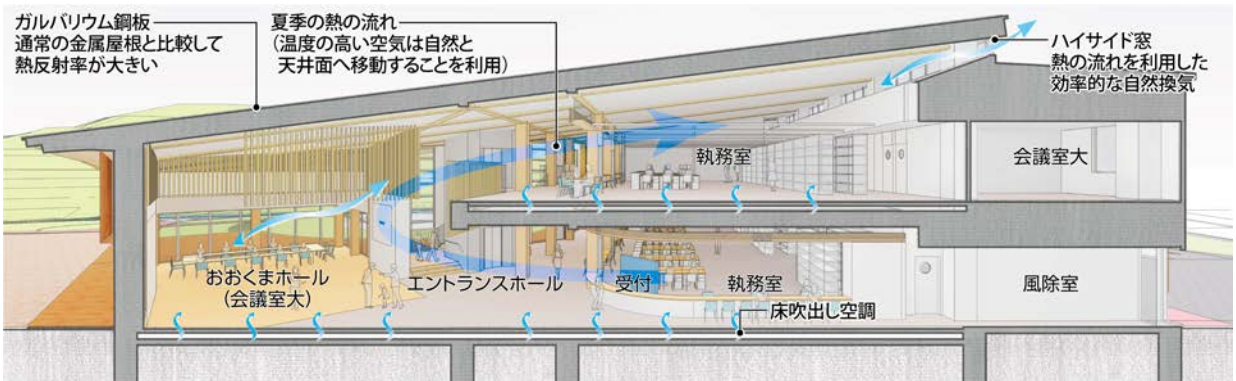 ガルバリウム鋼板
通常の金属屋根と比較して
熱反射率が大きい
夏季の熱の流れ
(温度の高い空気は自然と
天井面へ移動することを利用)
ハイサイド窓
熱の流れを利用した
効率的な自然換気
執務室
会議室大
おおくまホール
(会議室大)
エントランスホール
受付
執務室
風除室
床吹出し空調